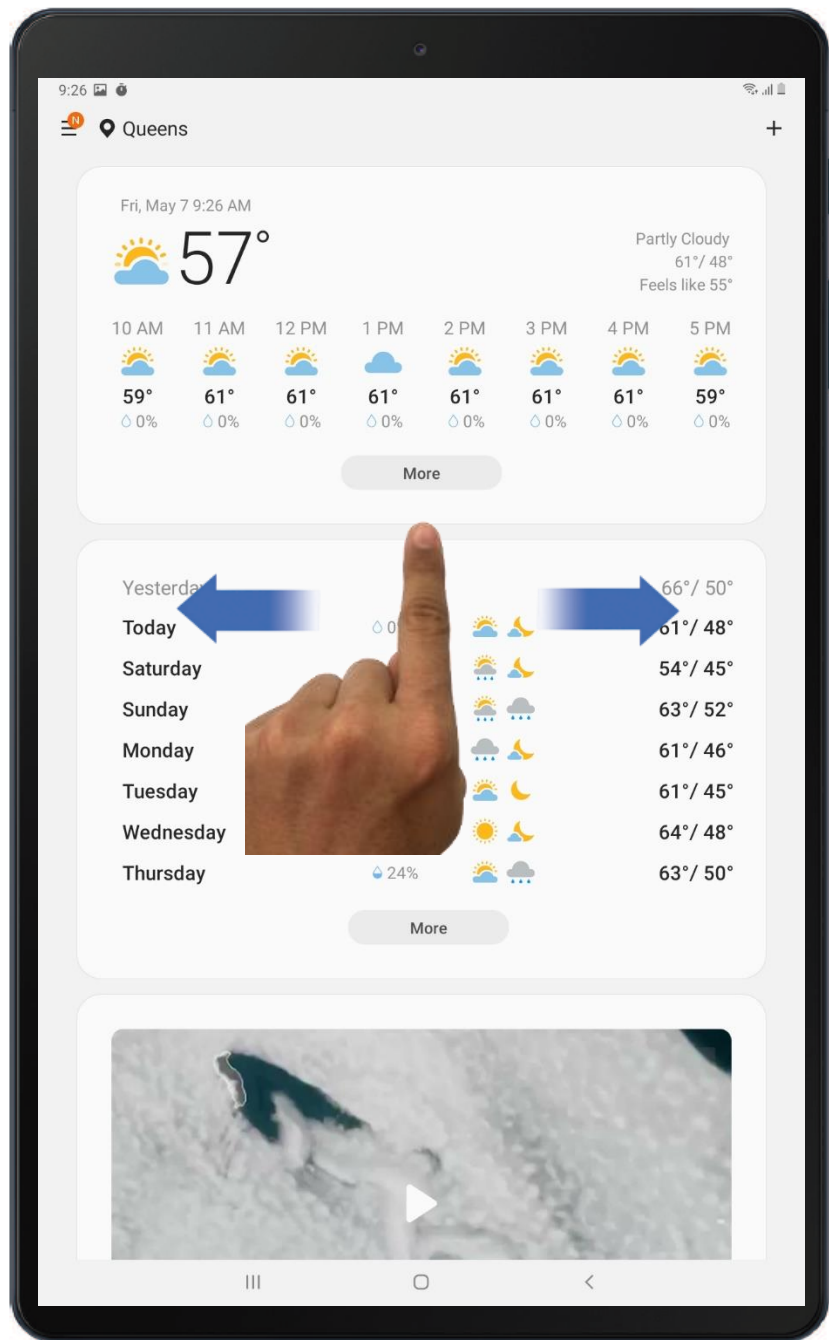 9:26
N
Queens
+
Fri, May 7 9:26 AM
57°
Partly Cloudy
61°/ 48°
Feels like 55°
10 AM 11 AM 12 PM 1 PM 2 PM 3 PM 4 PM 5 PM
59° 61° 61° 61° 61° 61° 61° 59°
0% 0% 0% 0% 0% 0% 0% 0%
More
66°/ 50°
Today 61°/ 48°
Saturday 54°/ 45°
Sunday 63°/ 52°
Monday 61°/ 46°
Tuesday 61°/ 45°
Wednesday 64°/ 48°
Thursday 24% 63°/ 50°
More